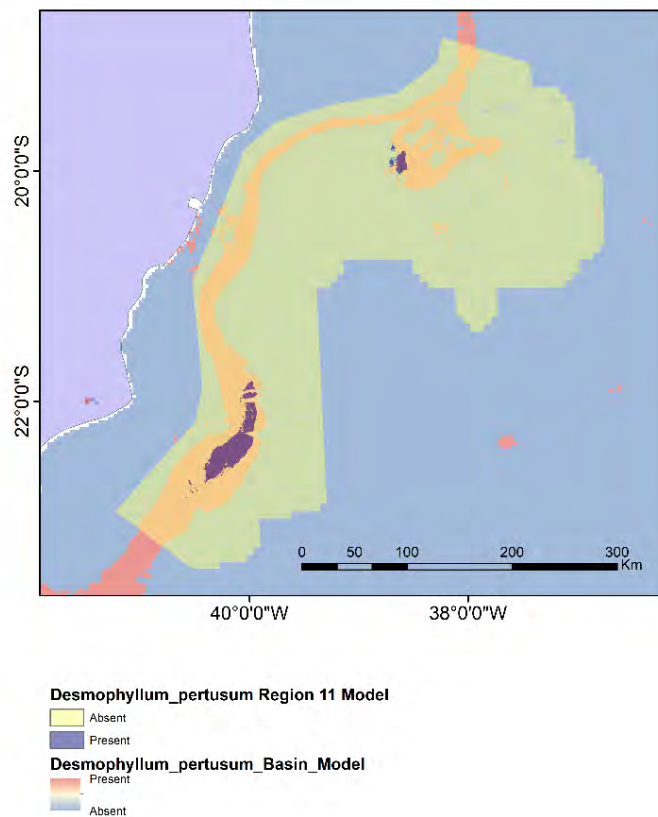 20°0'0"S
22°0'0"S
0 50 100 200 300
Km
40°0'0"W 38°0'0"W
Desmophyllum_pertusum Region 11 Model
Absent
Present
Desmophyllum_pertusum_Basin_Model
Present
Absent